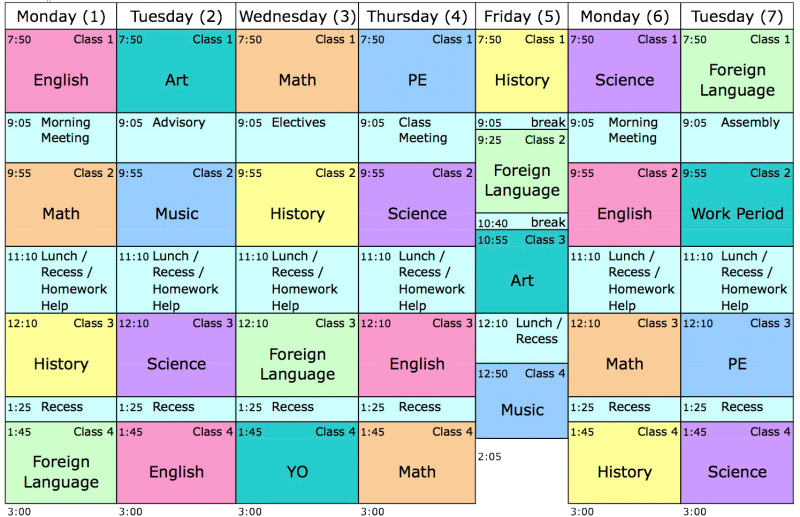 Monday (1)
Tuesday (2)
Wednesday (3)
Thursday (4)
Friday (5)
Monday (6)
Tuesday (7)
7:50 Class 1
English
9:05 Morning
Meeting
9:55 Class 2
Math
11:10 Lunch /
Recess /
Homework
Help
12:10 Class 3
History
1:25 Recess
1:45 Class 4
Foreign
Language
3:00
7:50 Class 1
Art
9:05 Advisory
9:55 Class 2
Music
11:10 Lunch /
Recess /
Homework
Help
12:10 Class 3
Science
1:25 Recess
1:45 Class 4
English
3:00
7:50 Class 1
Math
9:05 Electives
9:55 Class 2
History
11:10 Lunch /
Recess /
Homework
Help
12:10 Class 3
Foreign
Language
1:25 Recess
1:45 Class 4
YO
3:00
7:50 Class 1
PE
9:05 Class
Meeting
9:55 Class 2
Science
11:10 Lunch /
Recess /
Homework
Help
12:10 Class 3
English
1:25 Recess
1:45 Class 4
Math
3:00
7:50 Class 1
History
9:05 break
9:25 Class 2
Foreign
Language
10:40 break
10:55 Class 3
Art
12:10 Lunch /
Recess
12:50 Class 4
Music
2:05
7:50 Class 1
Science
9:05 Morning
Meeting
9:55 Class 2
English
11:10 Lunch /
Recess /
Homework
Help
12:10 Class 3
Math
1:25 Recess
1:45 Class 4
History
3:00
7:50 Class 1
Foreign
Language
9:05 Assembly
9:55 Class 2
Work Period
11:10 Lunch /
Recess /
Homework
Help
12:10 Class 3
PE
1:25 Recess
1:45 Class 4
Science
3:00